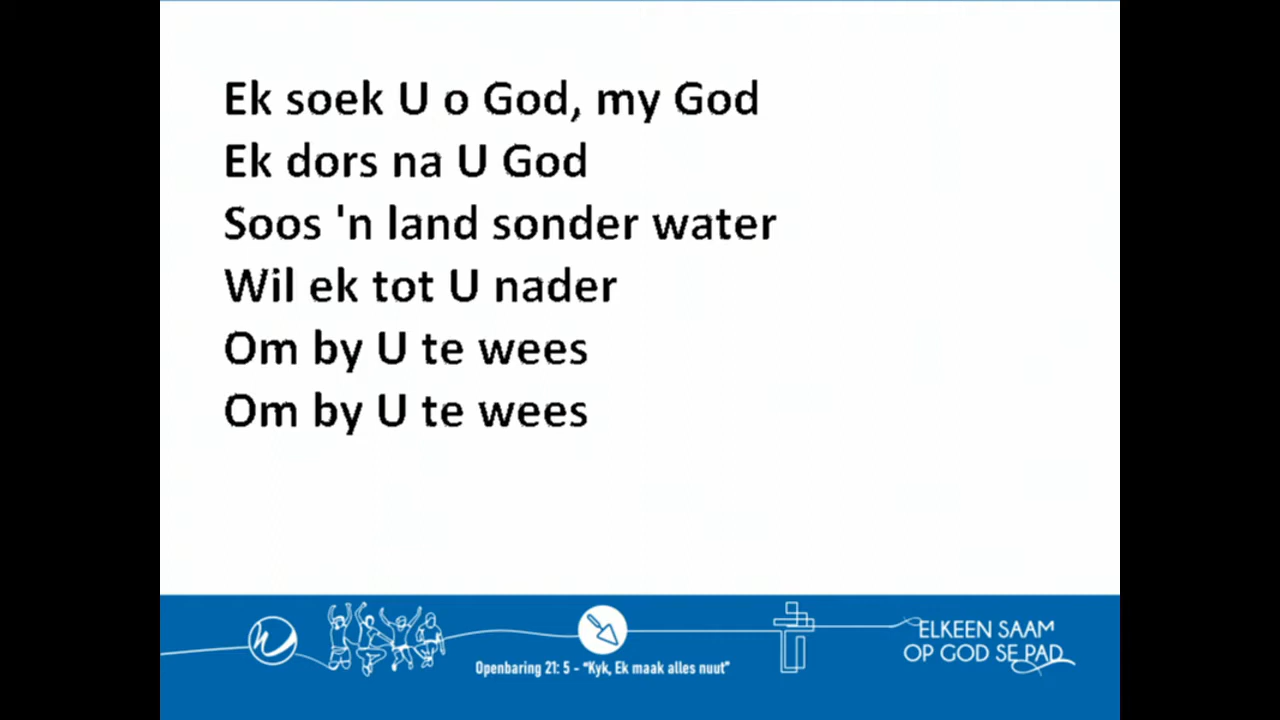 Ek soek U o God, my God
Ek dors na U God
Soos 'n land sonder water
Wil ek tot U nader
Om by U te wees
Om by U te wees
Openbaring 21: 5 - "Kyk, Ek maak alles nuut"
ELKEEN SAAM
OP GOD SE PAD